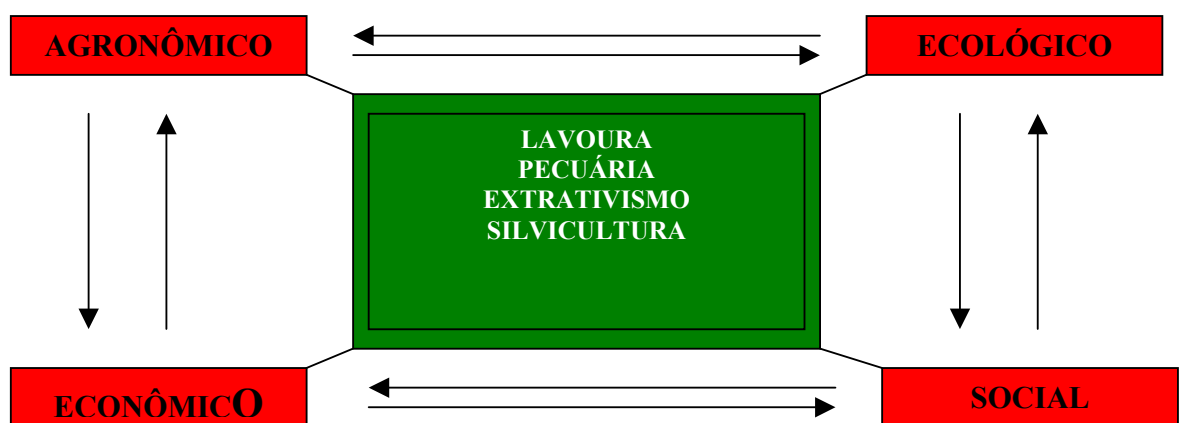 AGRONÔMICO
ECOLÓGICO
LAVOURA
PECUÁRIA
EXTRATIVISMO
SILVICULTURA
ECONÔMICO
SOCIAL